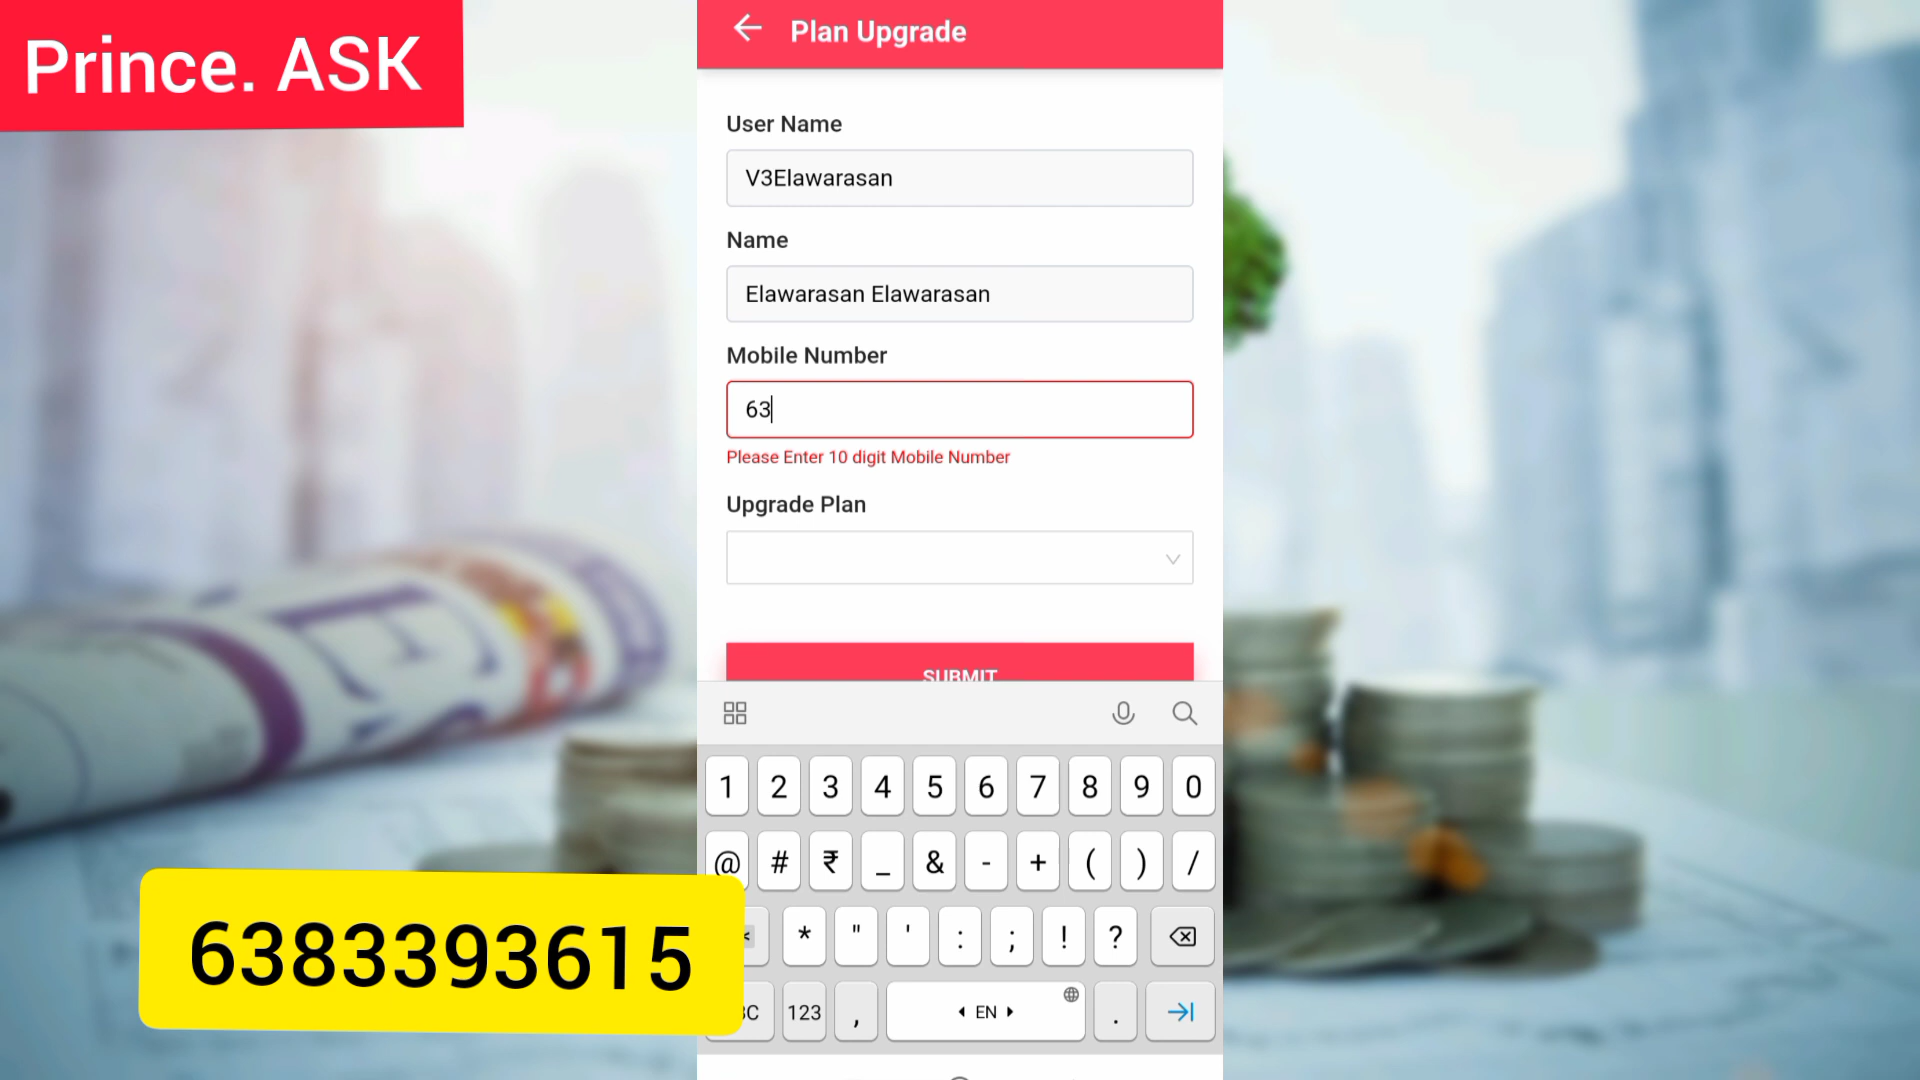 Prince. ASK
Plan Upgrade
User Name
V3Elawarasan
Name
Elawarasan Elawarasan
Mobile Number
63
Please Enter 10 digit Mobile Number
Upgrade Plan
SUBMIT
1 2 3 4 5 6 7 8 9 0
@ # ₹ _ & - + ( ) /
* " ' : ; ! ?
123 , EN .
6383393615